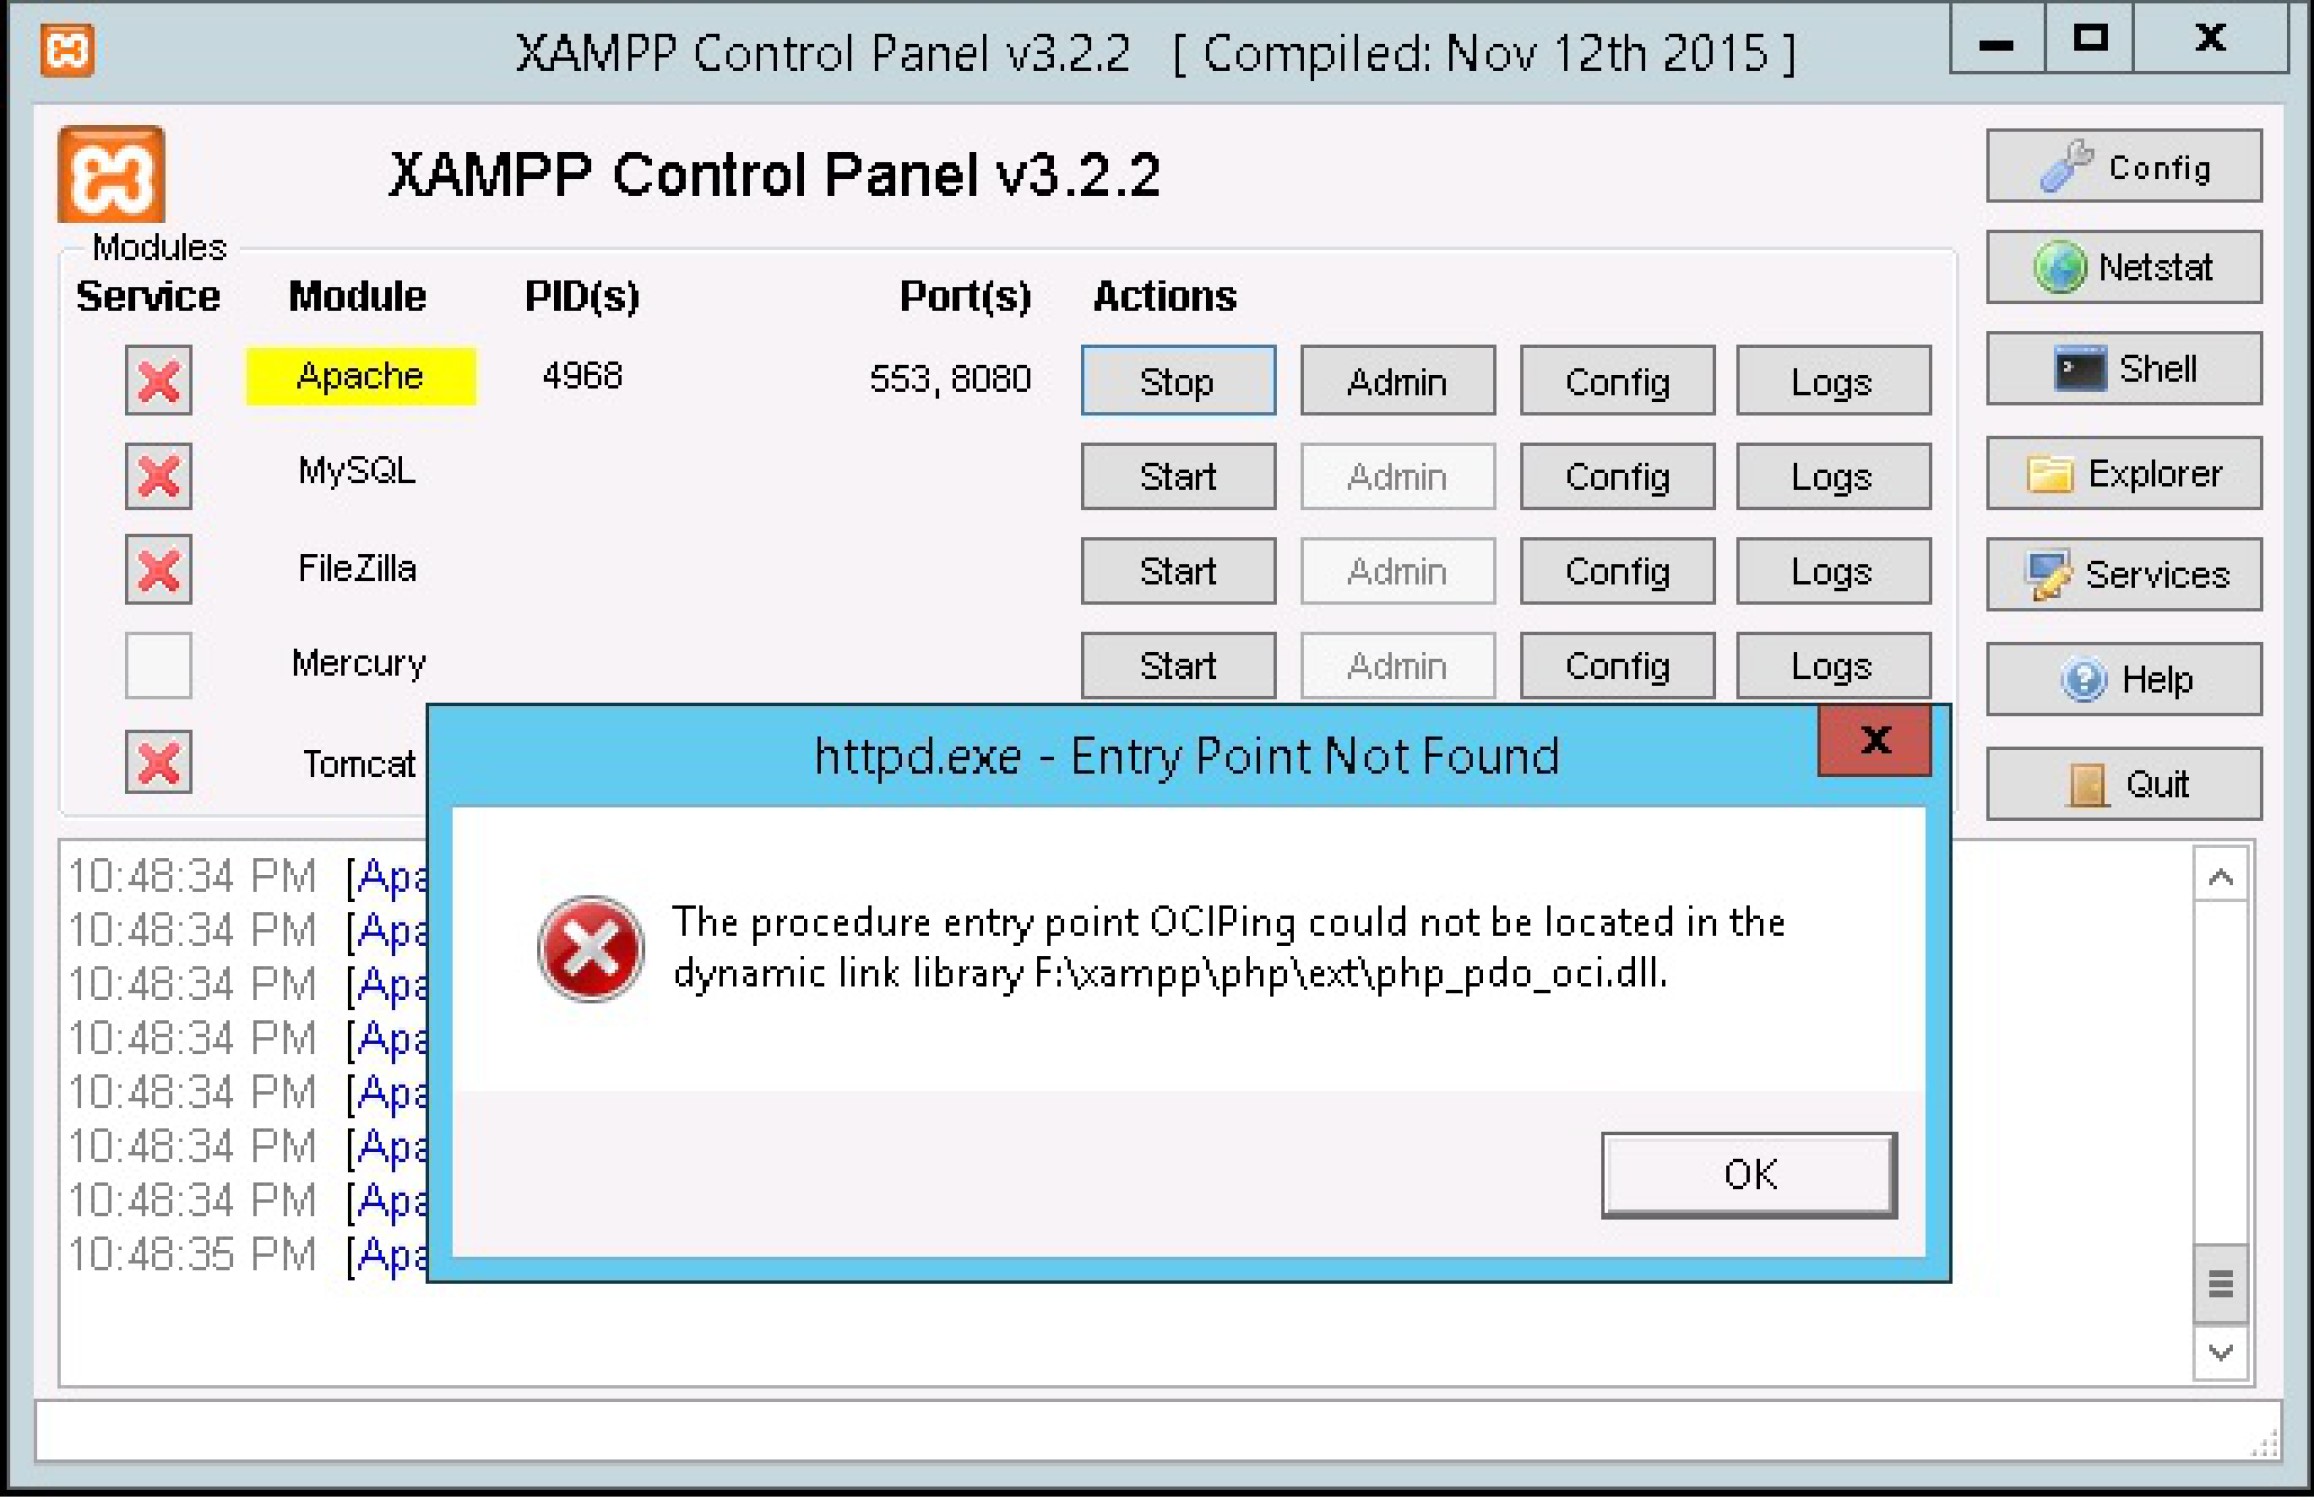 XAMPP Control Panel v3.2.2 [ Compiled: Nov 12th 2015 ]
XAMPP Control Panel v3.2.2
Config
Modules
Netstat
Service Module PID(s) Port(s) Actions
Apache 4968 553, 8080 Stop Admin Config Logs
Shell
MySQL Start Admin Config Logs
Explorer
FileZilla Start Admin Config Logs
Services
Mercury Start Admin Config Logs
Help
Tomcat
Quit
httpd.exe - Entry Point Not Found
The procedure entry point OCIPing could not be located in the
dynamic link library F:\xampp\php\ext\php_pdo_oci.dll.
OK
10:48:34 PM [Apa
10:48:34 PM [Apa
10:48:34 PM [Apa
10:48:34 PM [Apa
10:48:34 PM [Apa
10:48:34 PM [Apa
10:48:34 PM [Apa
10:48:35 PM [Apa